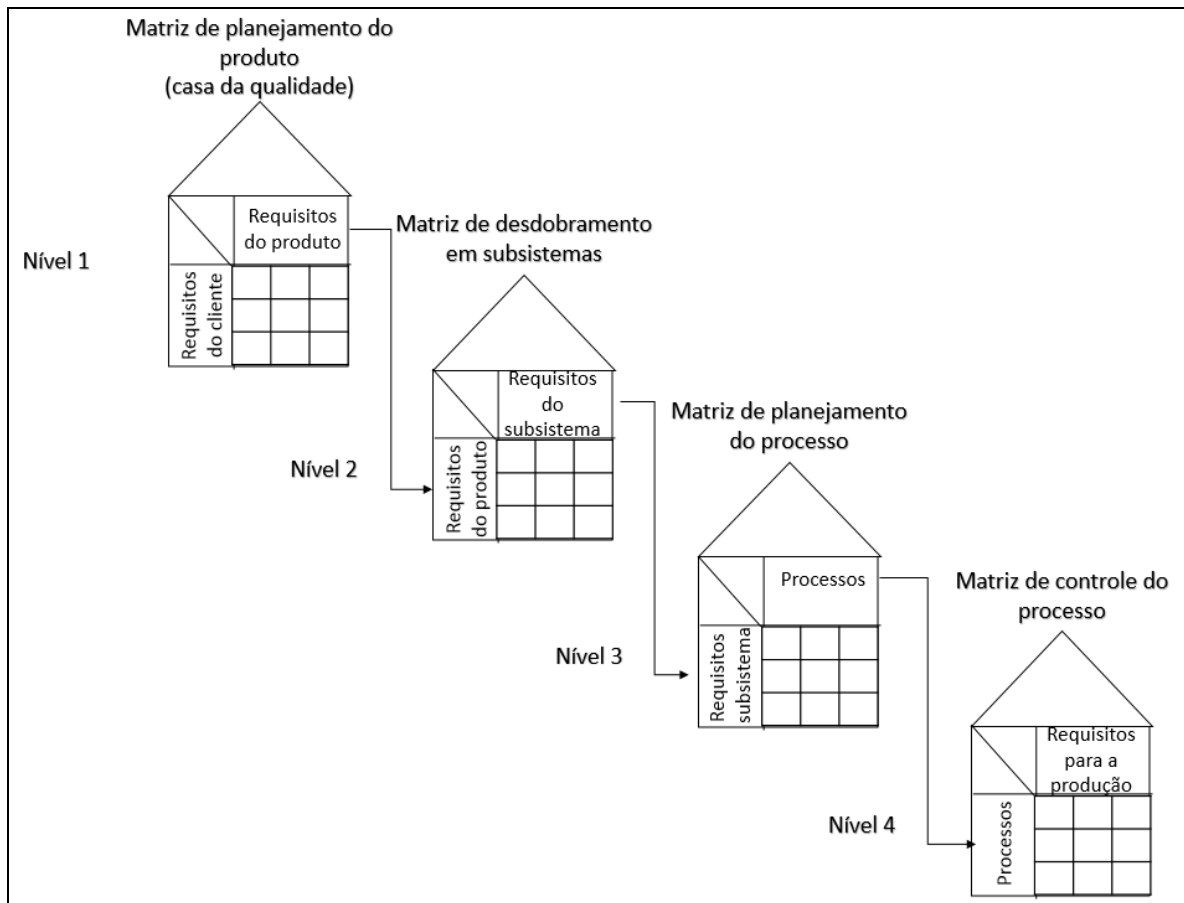 Matriz de planejamento do
produto
(casa da qualidade)
Requisitos
do produto
Nível 1
Requisitos
do cliente
Matriz de desdobramento
em subsistemas
Requisitos
do
subsistema
Nível 2
Requisitos
do produto
Matriz de planejamento
do processo
Processos
Nível 3
Requisitos
subsistema
Matriz de controle do
processo
Requisitos
para a
produção
Nível 4
Processos